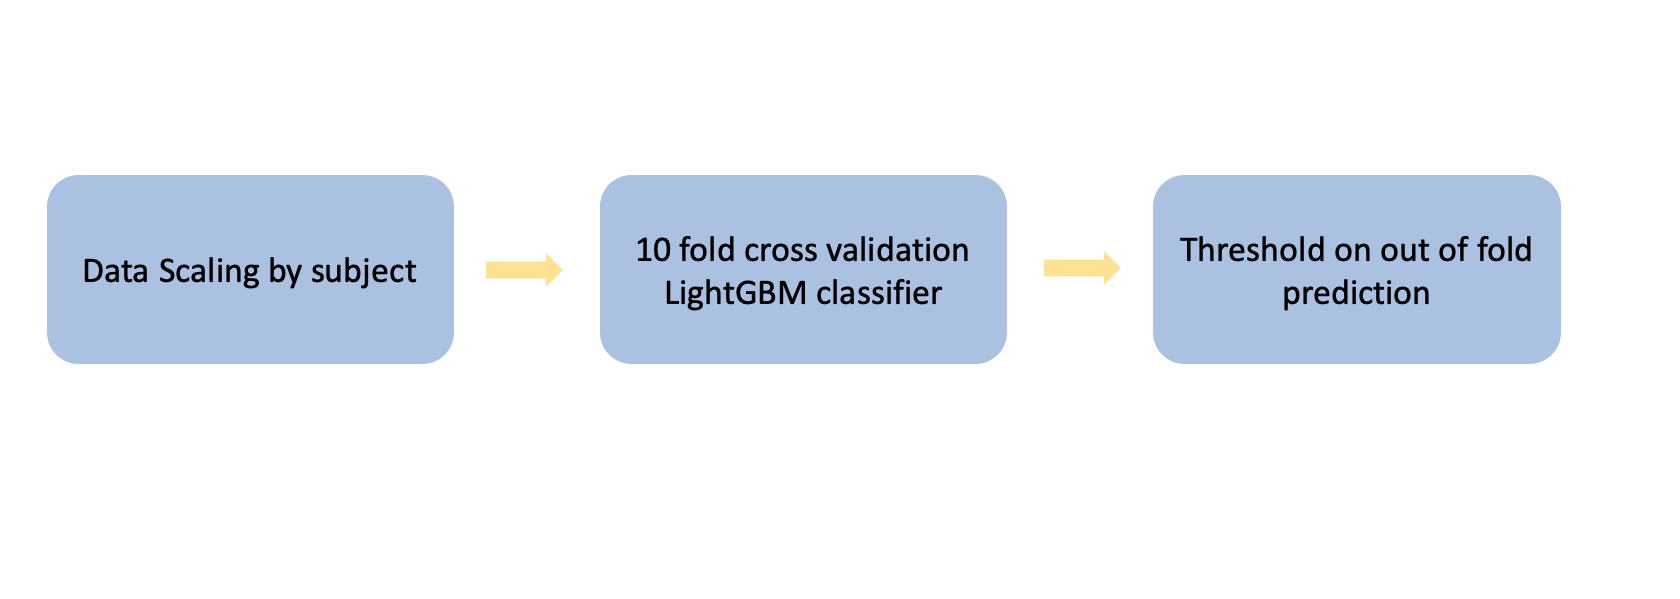 Data Scaling by subject
10 fold cross validation
LightGBM classifier
Threshold on out of fold
prediction